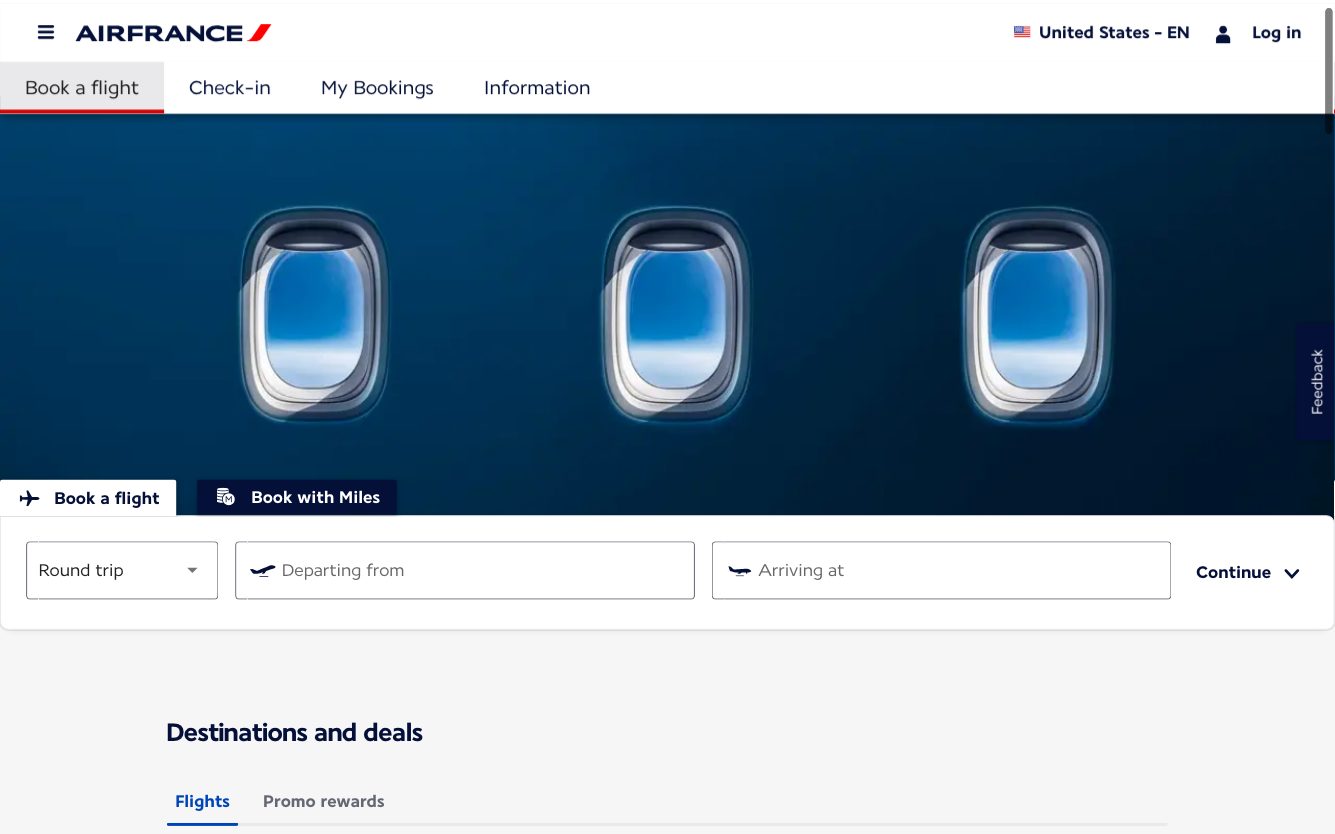 AIRFRANCE
United States - EN
Log in
Book a flight
Check-in
My Bookings
Information
Feedback
Book a flight
Book with Miles
Round trip
Departing from
Arriving at
Continue
Destinations and deals
Flights
Promo rewards